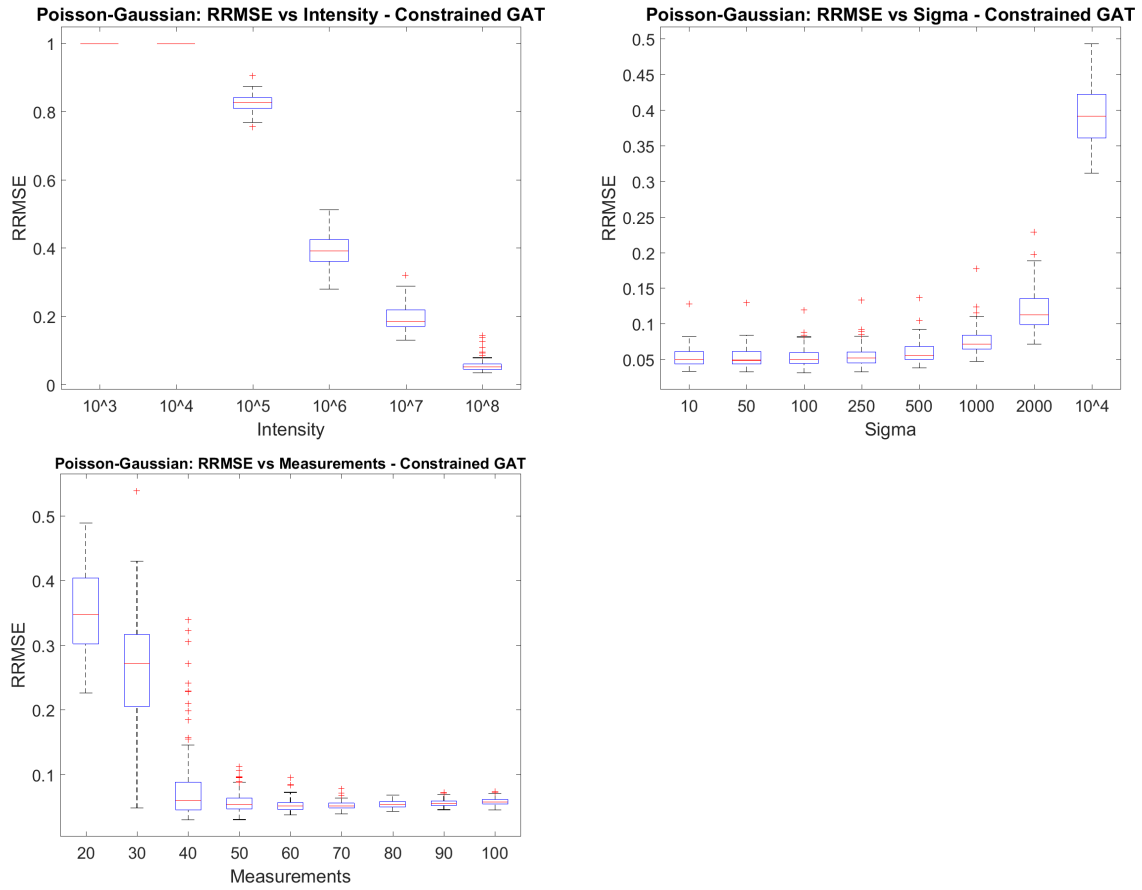 Poisson-Gaussian: RRMSE vs Intensity - Constrained GAT
1
0.8
0.6
0.4
0.2
0
RRMSE
10^3 10^4 10^5 10^6 10^7 10^8
Intensity
Poisson-Gaussian: RRMSE vs Sigma - Constrained GAT
0.5
0.45
0.4
0.35
0.3
0.25
0.2
0.15
0.1
0.05
RRMSE
10 50 100 250 500 1000 2000 10^4
Sigma
Poisson-Gaussian: RRMSE vs Measurements - Constrained GAT
0.5
0.4
0.3
0.2
0.1
RRMSE
20 30 40 50 60 70 80 90 100
Measurements